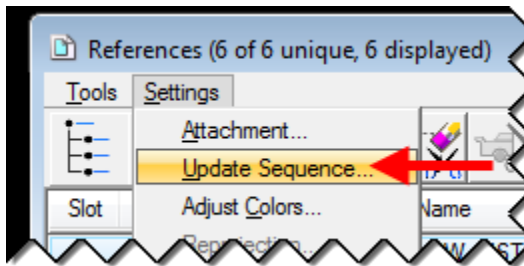 References (6 of 6 unique, 6 displayed)
Tools Settings
Attachment...
Update Sequence...
Slot Adjust Colors... Name